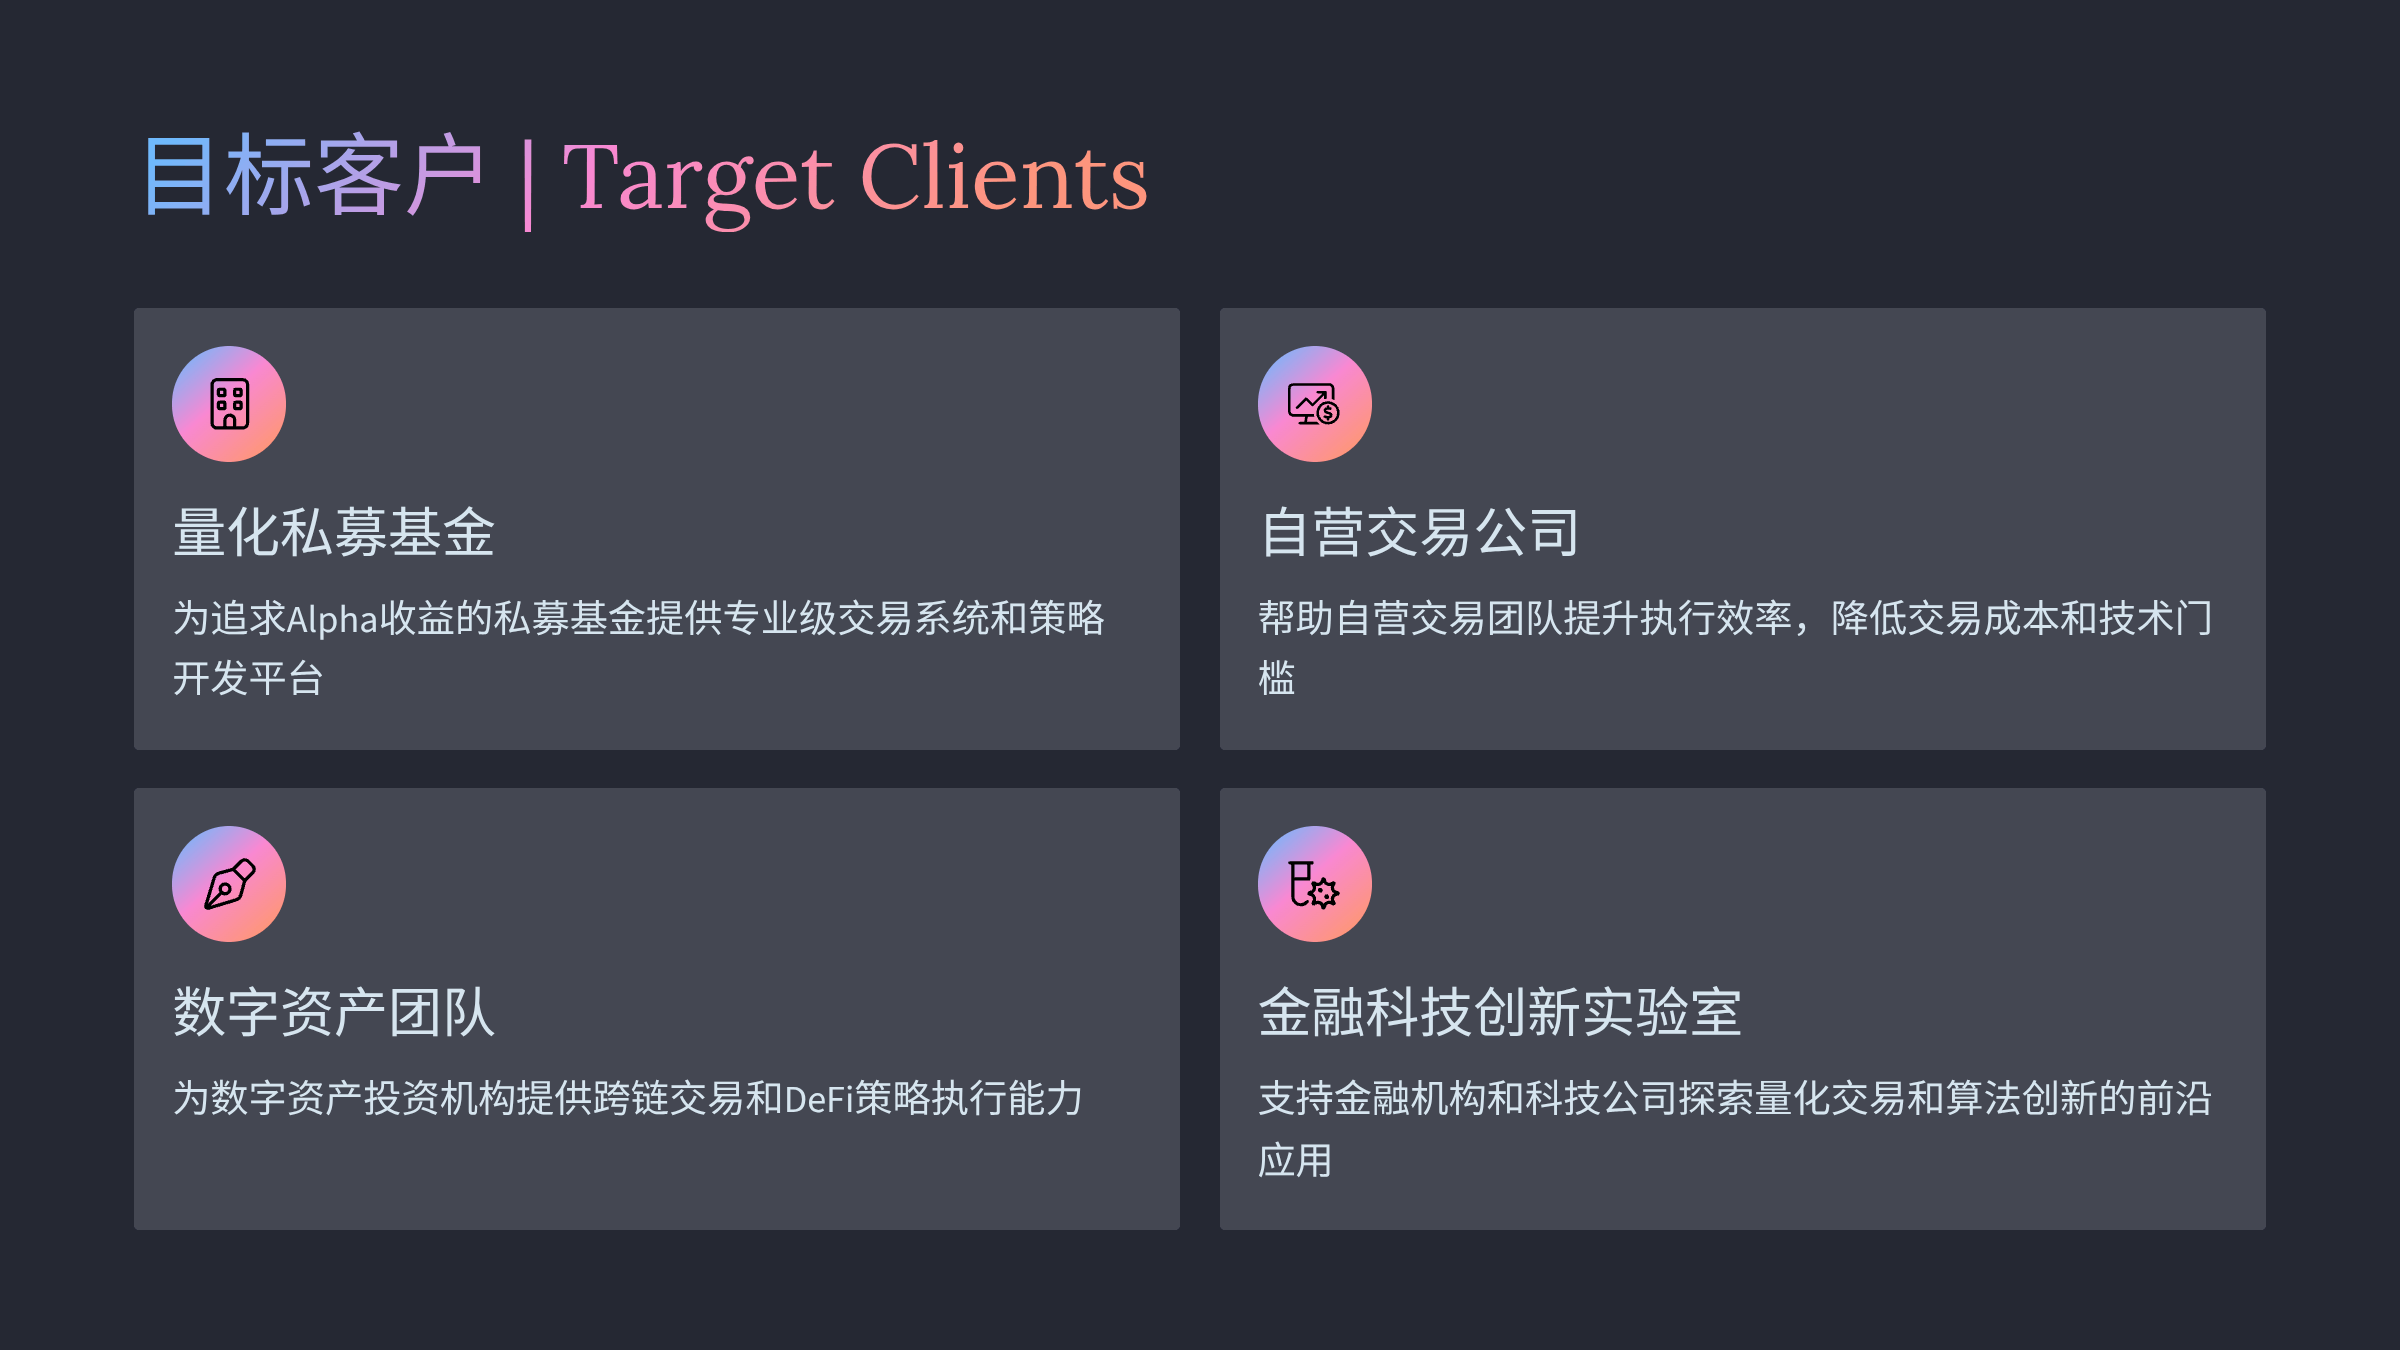 目标客户 | Target Clients
量化私募基金
为追求Alpha收益的私募基金提供专业级交易系统和策略
开发平台
自营交易公司
帮助自营交易团队提升执行效率，降低交易成本和技术门
槛
数字资产团队
为数字资产投资机构提供跨链交易和DeFi策略执行能力
金融科技创新实验室
支持金融机构和科技公司探索量化交易和算法创新的前沿
应用